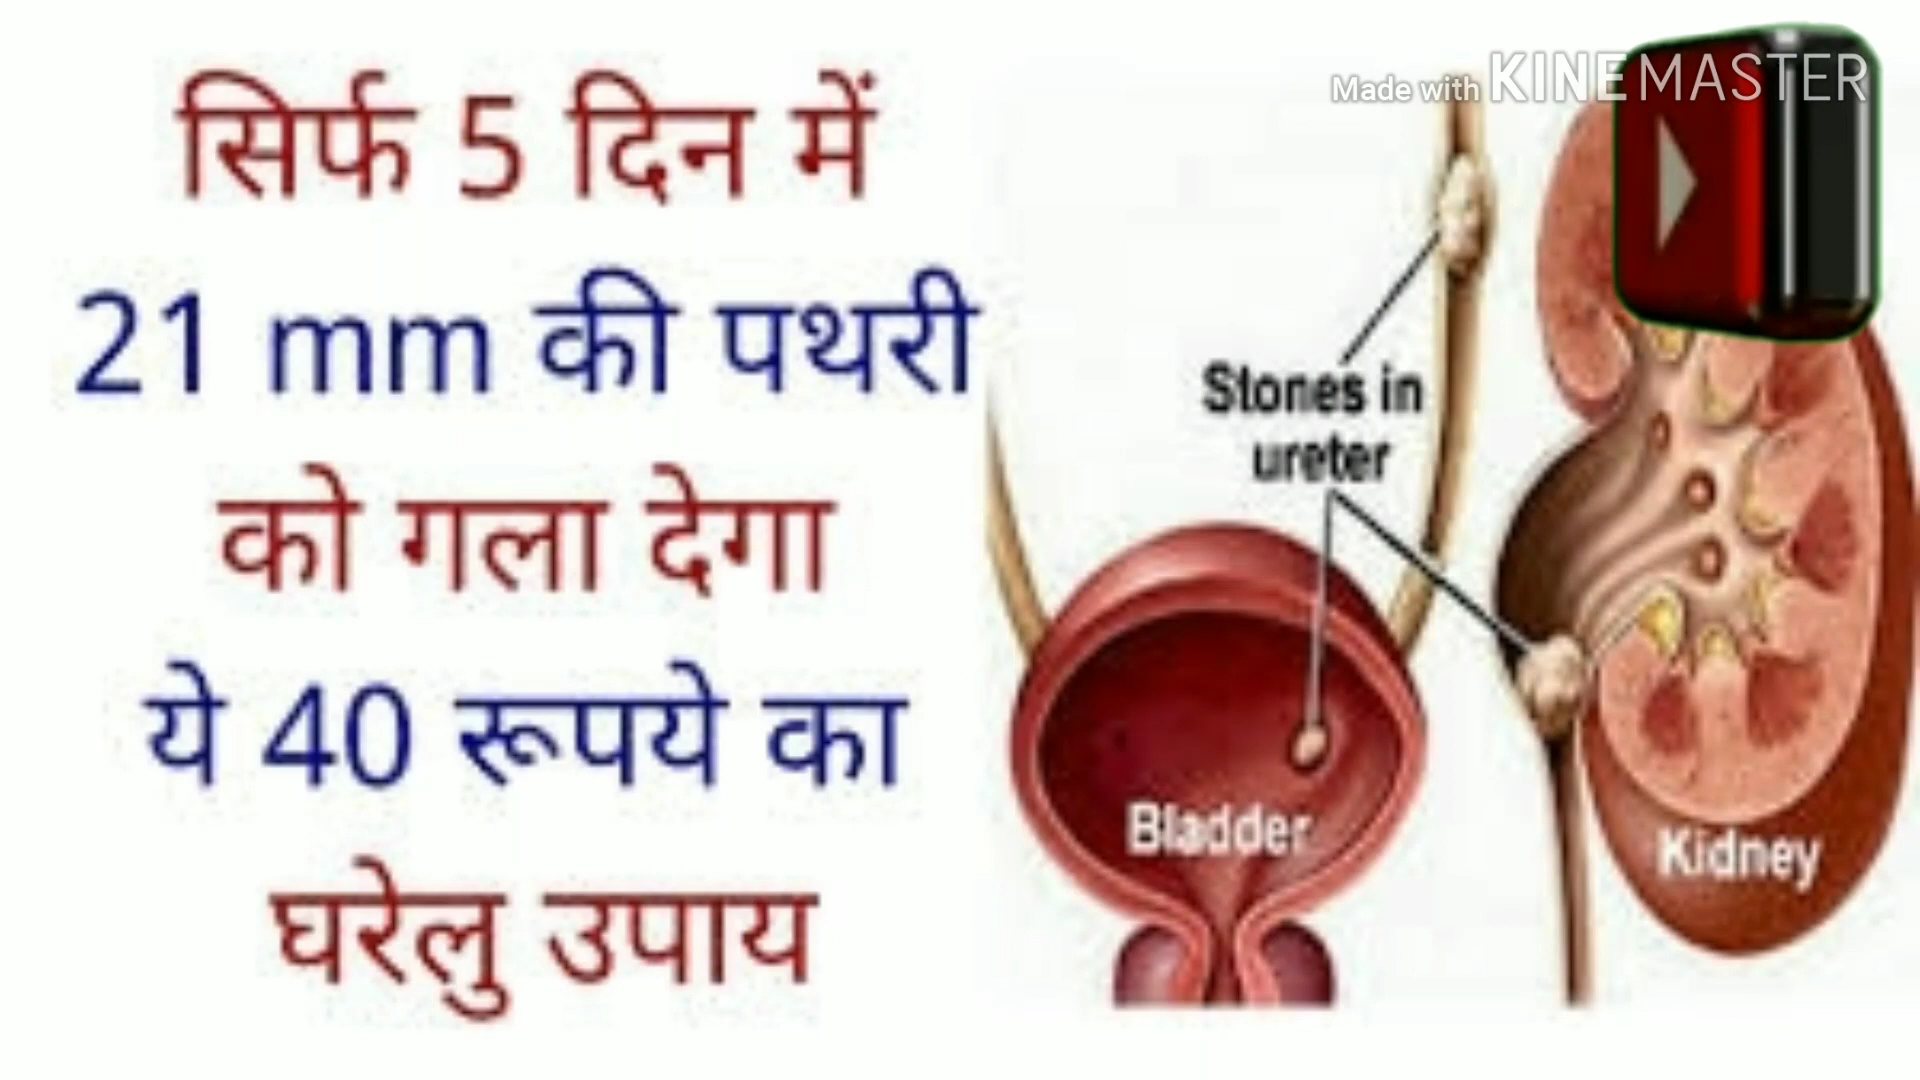 Made with KINEMASTER
सिर्फ 5 दिन में
21 mm की पथरी
को गला देगा
ये 40 रूपये का
घरेलु उपाय
Stones in
ureter
Bladder
Kidney